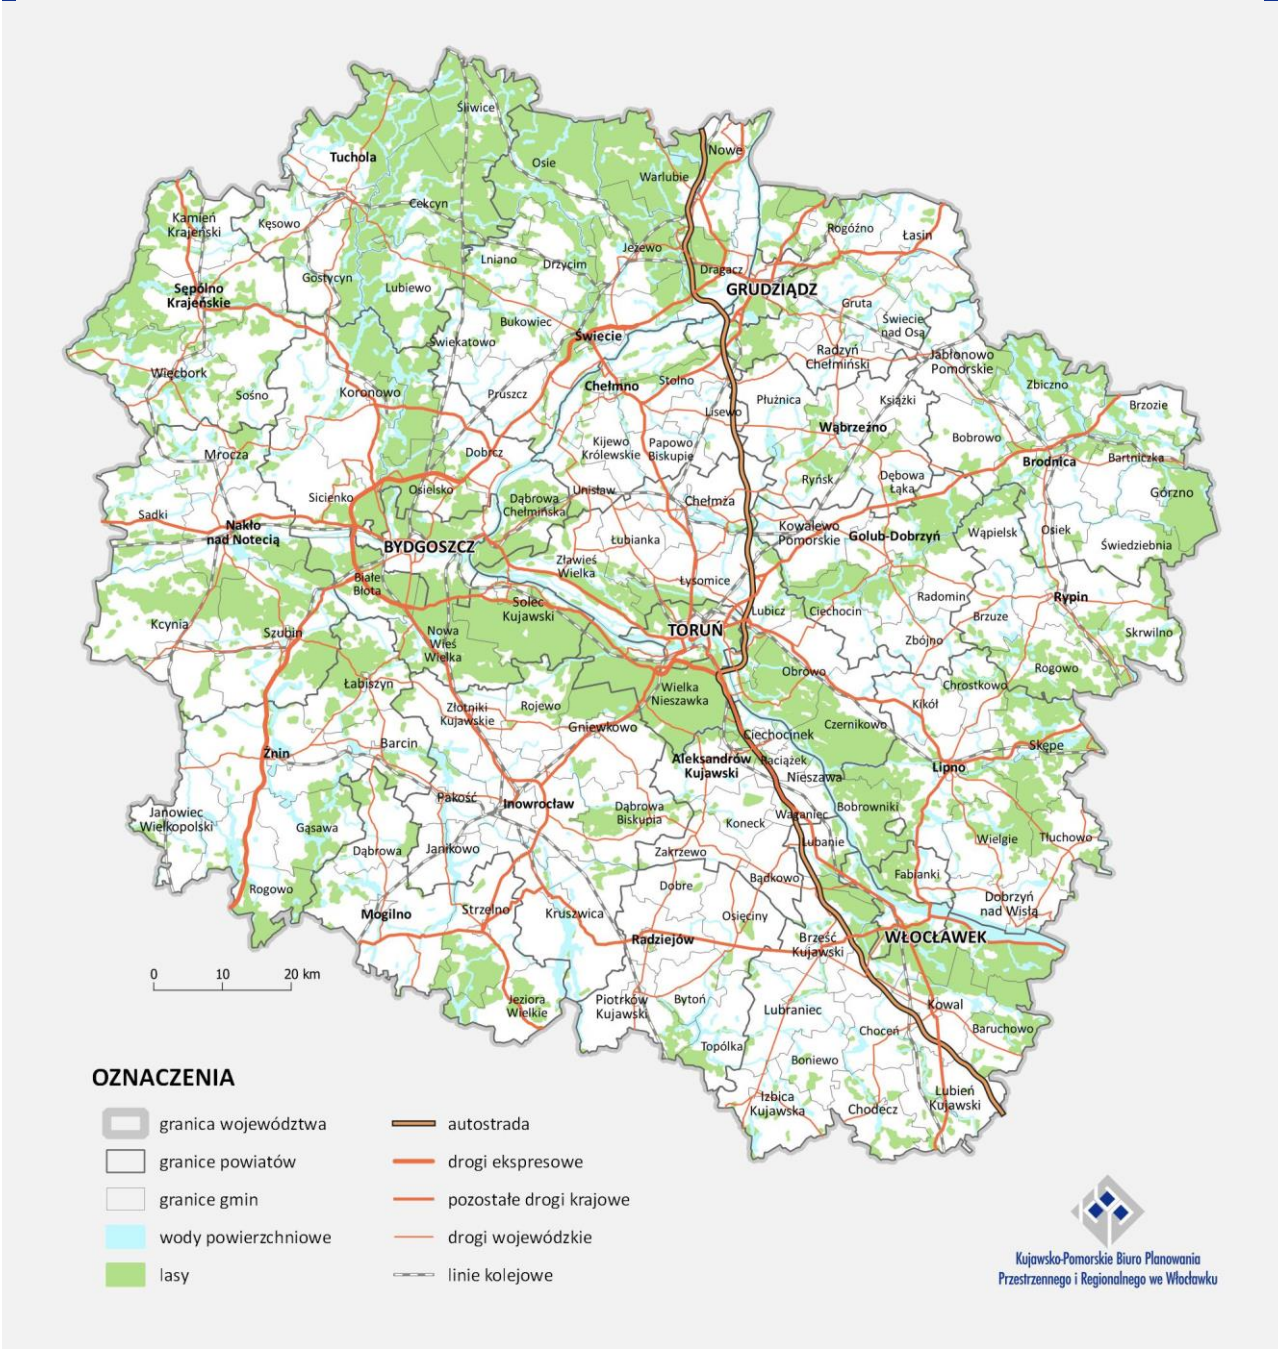 Śliwice
Nowe
Tuchola
Osie
Warlubie
Cekcyn
Kamień
Krajeński
Kęsowo
Rogóźno
Łasin
Jeżewo
Lniano
Drzycim
Dragacz
Gostycyn
Lubiewo
Sępólno
Krajeńskie
GRUDZIĄDZ
Gruta
Bukowiec
Świecie
Świecie
nad Osą
Świekatowo
Radzyń
Chełmiński
Jabłonowo
Pomorskie
Więcbork
Chełmno
Stolno
Zbiczno
Sośno
Koronowo
Pruszcz
Płużnica
Książki
Brzozie
Lisewo
Wąbrzeźno
Bobrowo
Kijewo
Królewskie
Papowo
Biskupie
Mrocza
Dobrcz
Brodnica
Bartniczka
Ryńsk
Dębowa
Łąka
Osielsko
Unisław
Sicienko
Dąbrowa
Chełmińska
Chełmża
Górzno
Sadki
Nakło
nad Notecią
Kowalewo
Pomorskie
Golub-Dobrzyń
Wąpielsk
Osiek
BYDGOSZCZ
Łubianka
Świedziebnia
Zławieś
Wielka
Białe
Błota
Łysomice
Radomin
Rypin
Solec
Kujawski
Lubicz
Ciechocin
Brzuze
Kcynia
Szubin
Nowa
Wieś
Wielka
TORUŃ
Zbójno
Skrwilno
Rogowo
Obrowo
Łabiszyn
Wielka
Nieszawka
Chrostkowo
Złotniki
Kujawskie
Rojewo
Kikół
Gniewkowo
Czernikowo
Ciechocinek
Barcin
Skępe
Żnin
Aleksandrów
Kujawski
Raciążek
Lipno
Nieszawa
Pakość
Inowrocław
Dąbrowa
Biskupia
Bobrowniki
Janowiec
Wielkopolski
Waganiec
Koneck
Gąsawa
Lubanie
Wielgie
Tłuchowo
Dąbrowa
Janikowo
Zakrzewo
Bądkowo
Fabianki
Rogowo
Dobre
Dobrzyń
nad Wisłą
Strzelno
Mogilno
Kruszwica
Osięciny
Radziejów
Brześć
Kujawski
WŁOCŁAWEK
0 10 20 km
Jeziora
Wielkie
Piotrków
Kujawski
Bytoń
Lubraniec
Kowal
Choceń
Baruchowo
Topólka
Boniewo
Izbica
Kujawska
Chodecz
Lubień
Kujawski
OZNACZENIA
granica województwa
granice powiatów
granice gmin
wody powierzchniowe
lasy
autostrada
drogi ekspresowe
pozostałe drogi krajowe
drogi wojewódzkie
linie kolejowe
Kujawsko-Pomorskie Biuro Planowania
Przestrzennego i Regionalnego we Włocławku